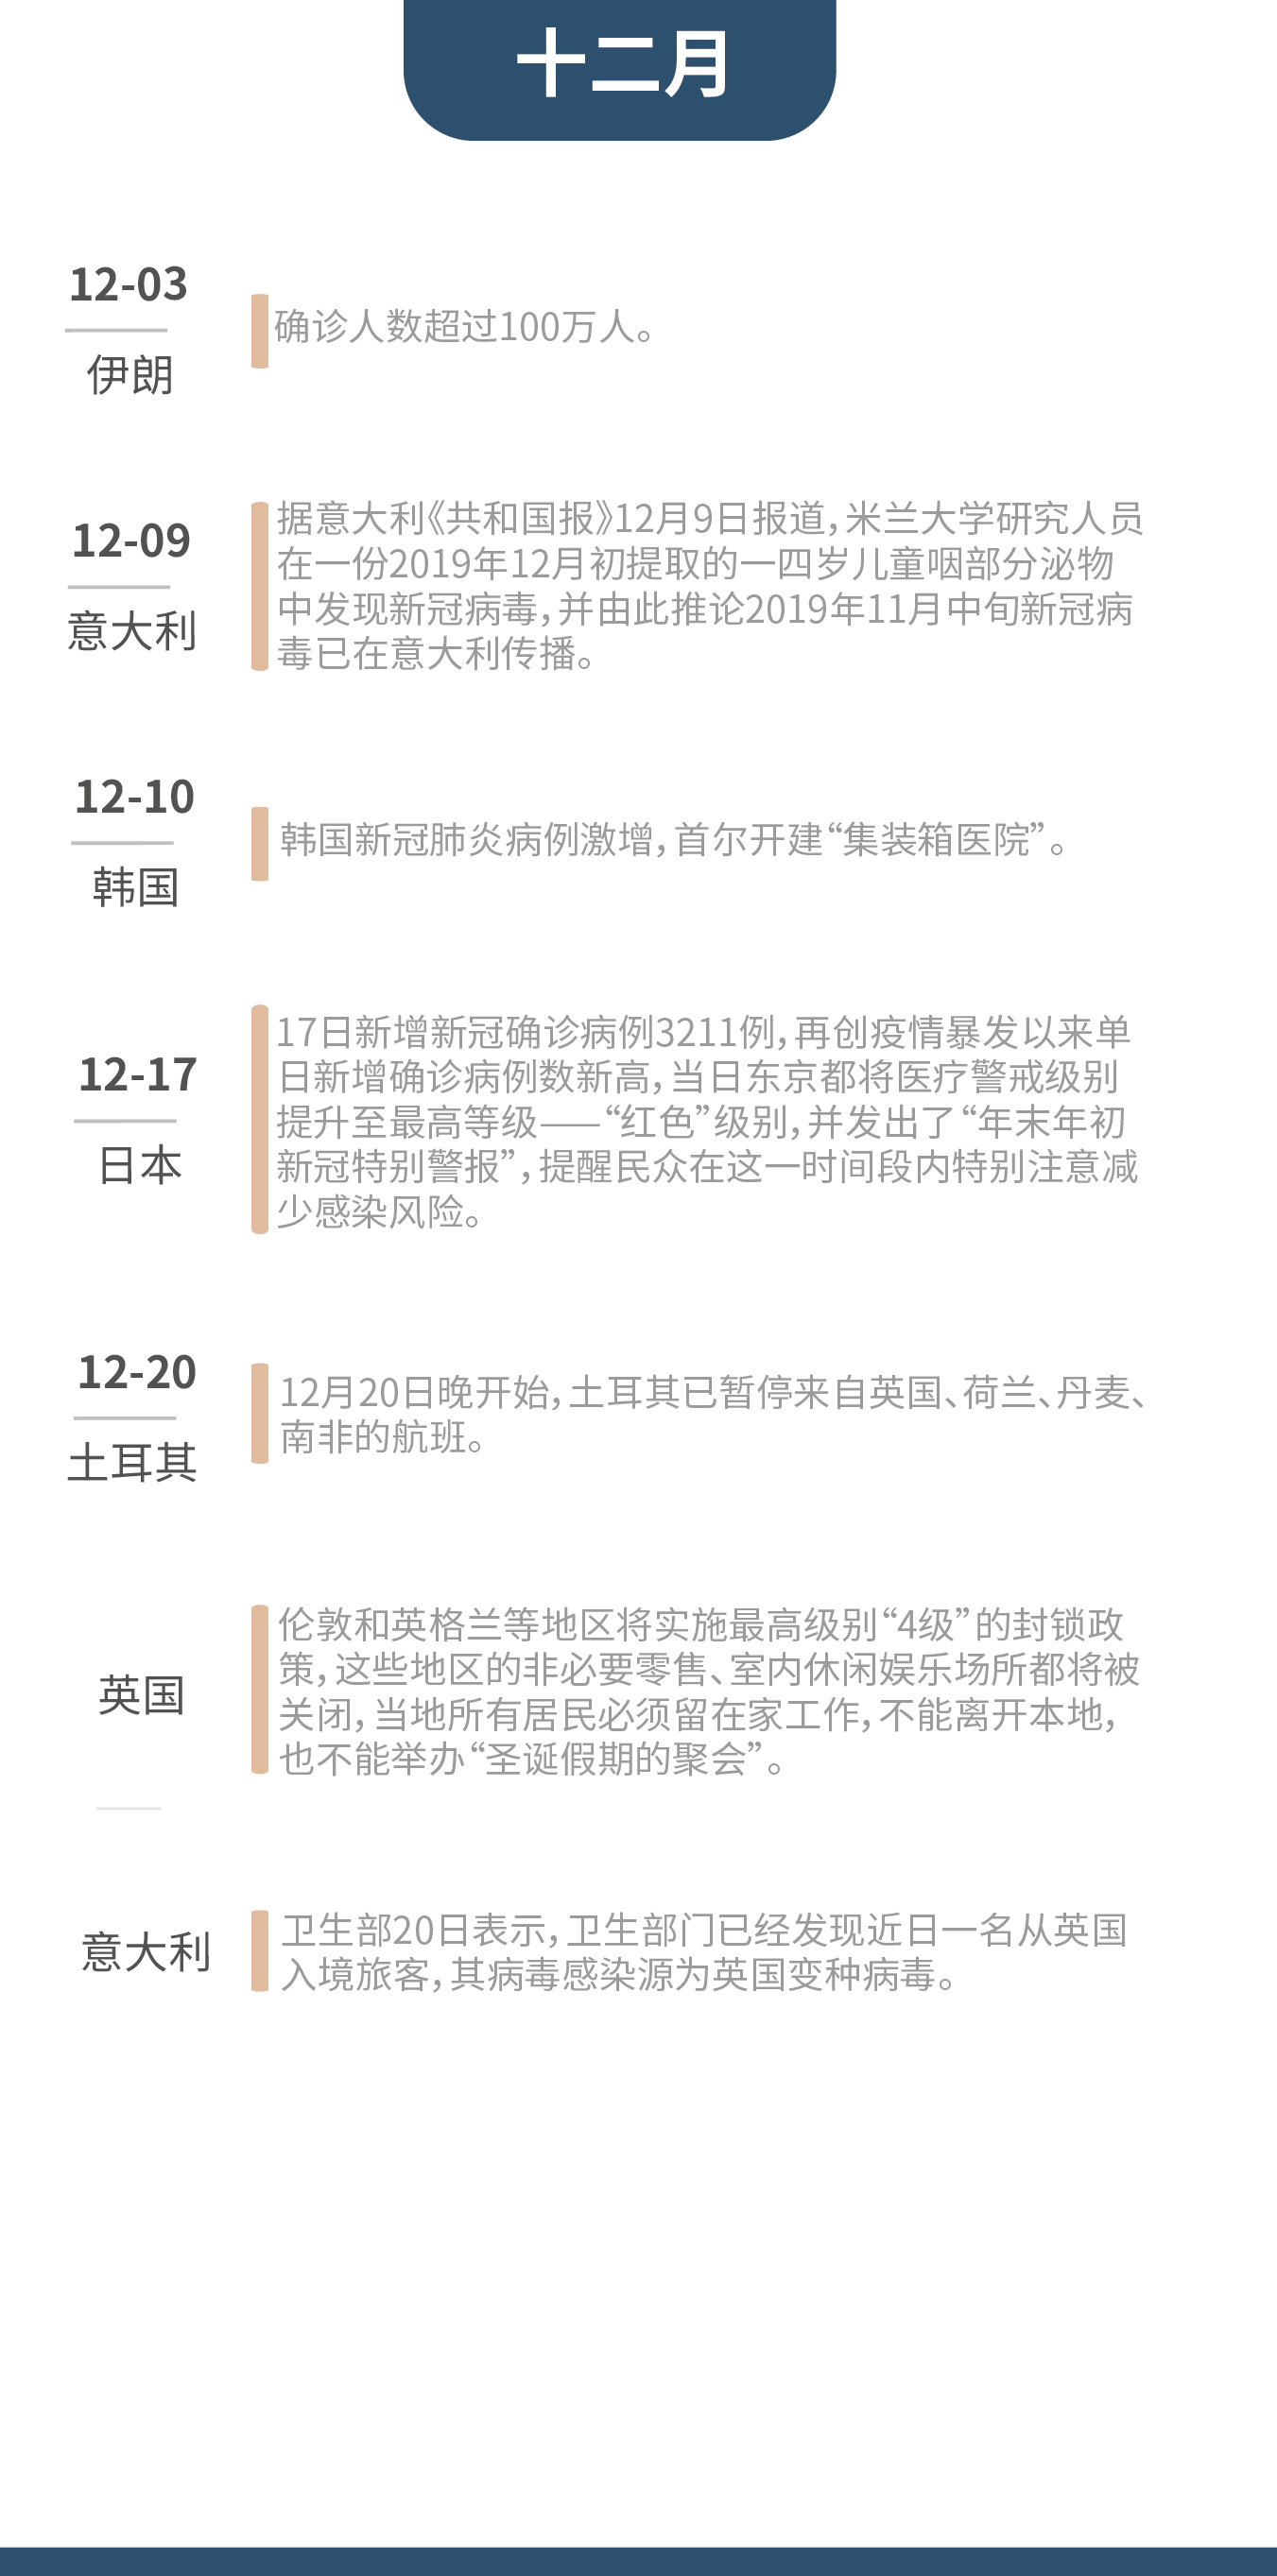 十二月
12-03
伊朗
确诊人数超过100万人。
12-09
意大利
据意大利《共和国报》12月9日报道，米兰大学研究人员
在一份2019年12月初提取的一四岁儿童咽部分泌物
中发现新冠病毒，并由此推论2019年11月中旬新冠病
毒已在意大利传播。
12-10
韩国
韩国新冠肺炎病例激增，首尔开建“集装箱医院”。
12-17
日本
17日新增新冠确诊病例3211例，再创疫情暴发以来单
日新增确诊病例数新高，当日东京都将医疗警戒级别
提升至最高等级——“红色”级别，并发出了“年末年初
新冠特别警报”，提醒民众在这一时间段内特别注意减
少感染风险。
12-20
土耳其
12月20日晚开始，土耳其已暂停来自英国、荷兰、丹麦、
南非的航班。
英国
伦敦和英格兰等地区将实施最高级别“4级”的封锁政
策，这些地区的非必要零售、室内休闲娱乐场所都将被
关闭，当地所有居民必须留在家工作，不能离开本地，
也不能举办“圣诞假期的聚会”。
意大利
卫生部20日表示，卫生部门已经发现近日一名从英国
入境旅客，其病毒感染源为英国变种病毒。